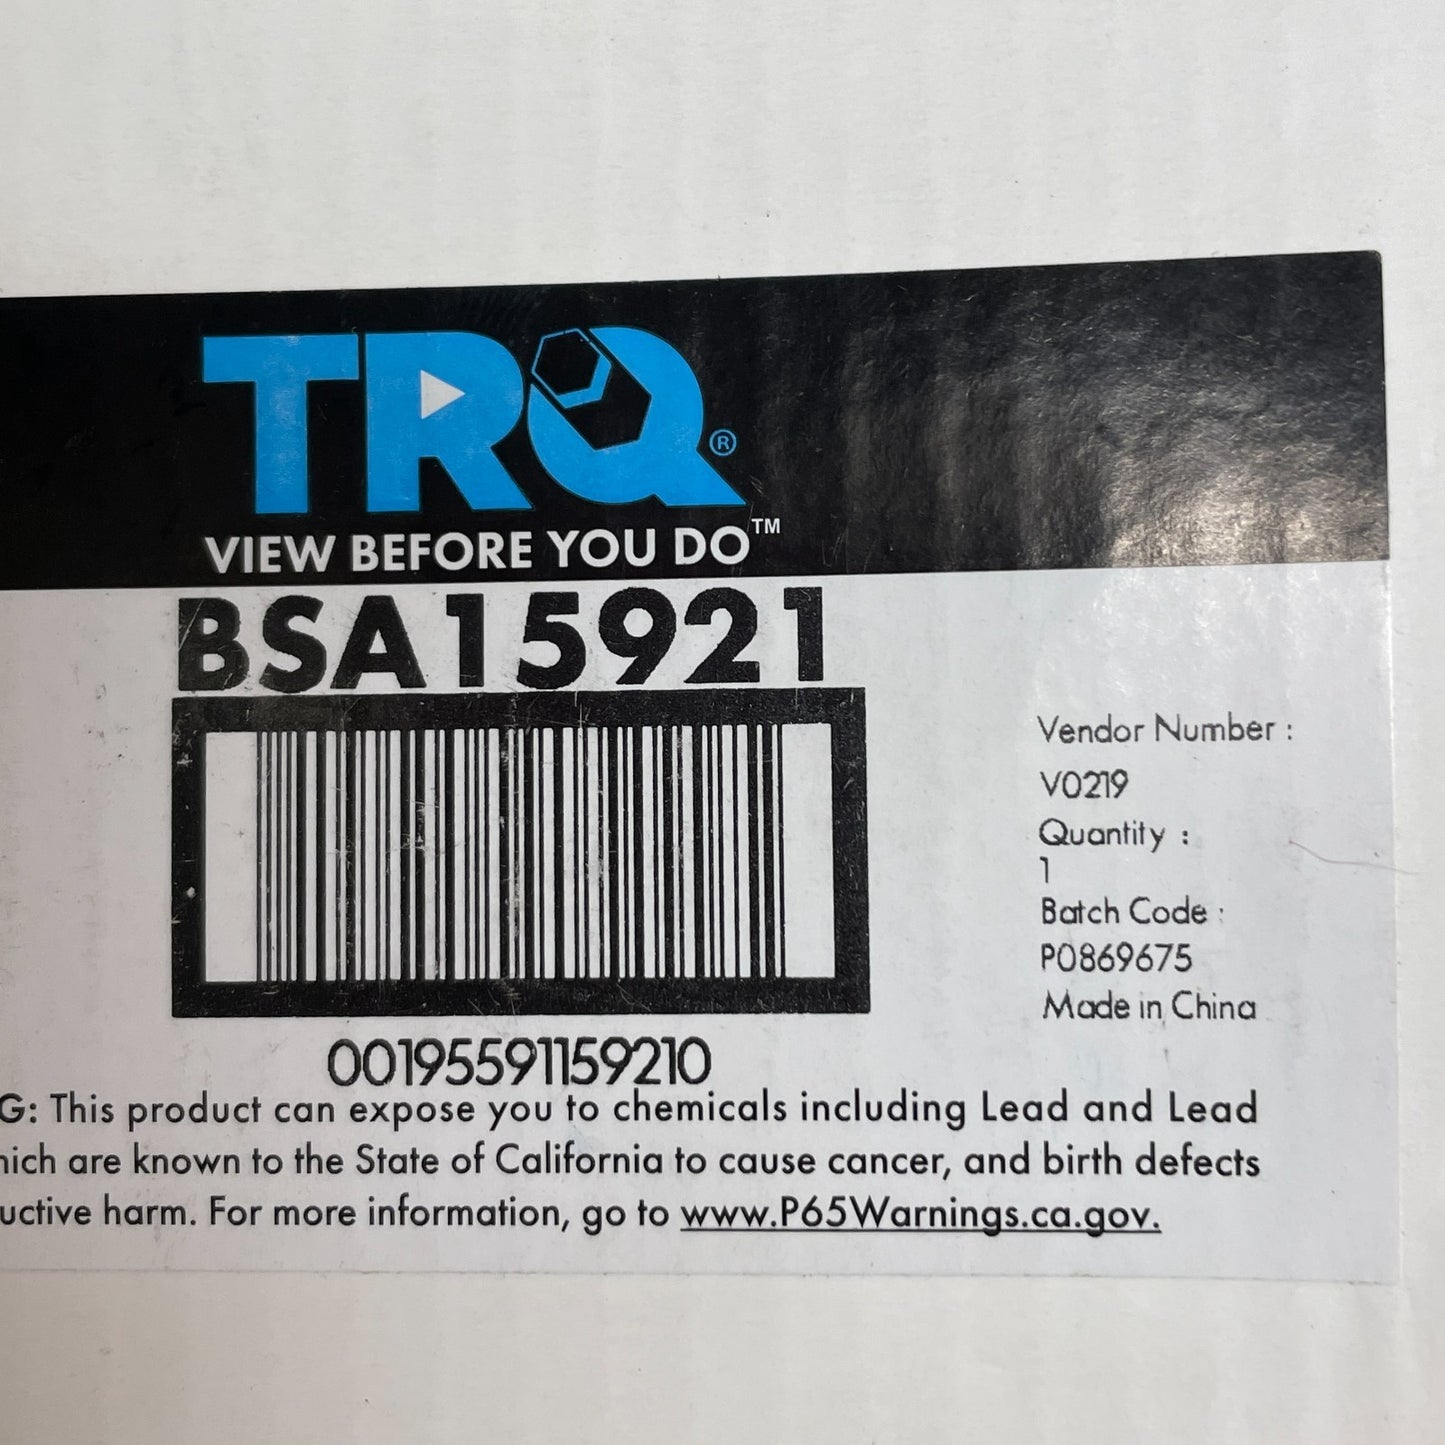 TRQ®
VIEW BEFORE YOU DO™
BSA15921
Vendor Number :
V0219
Quantity :
1
Batch Code :
P0869675
Made in China
00195591159210
G: This product can expose you to chemicals including Lead and Lead
hich are known to the State of California to cause cancer, and birth defects
uctive harm. For more information, go to www.P65Warnings.ca.gov.